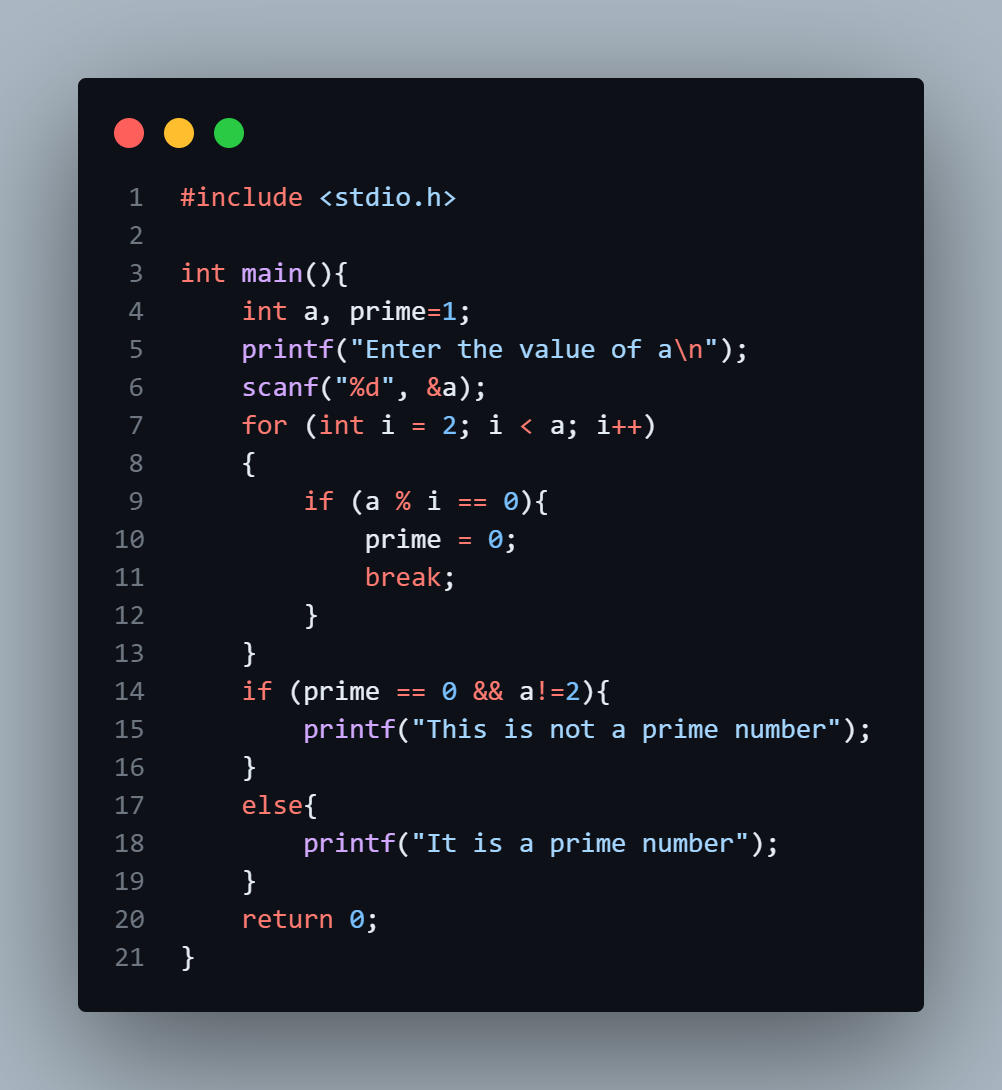 1 #include <stdio.h>
2
3 int main(){
4     int a, prime=1;
5     printf("Enter the value of a\n");
6     scanf("%d", &a);
7     for (int i = 2; i < a; i++)
8     {
9         if (a % i == 0){
10             prime = 0;
11             break;
12         }
13     }
14     if (prime == 0 && a!=2){
15         printf("This is not a prime number");
16     }
17     else{
18         printf("It is a prime number");
19     }
20     return 0;
21 }